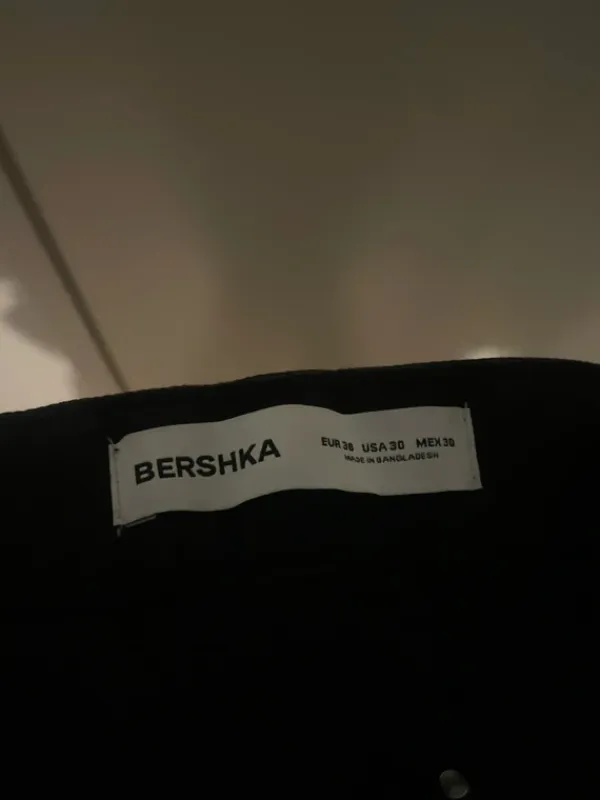 BERSHKA
EUR 38 USA 30 MEX 30
MADE IN BANGLADESH